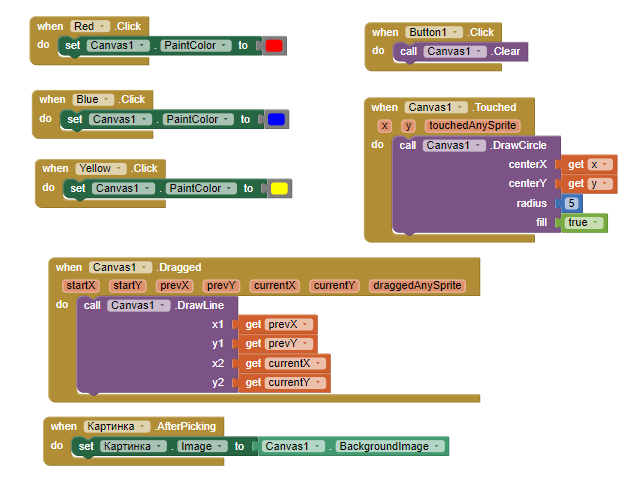 when Red .Click
do set Canvas1 . PaintColor to
when Button1 .Click
do call Canvas1 .Clear
when Blue .Click
do set Canvas1 . PaintColor to
when Canvas1 .Touched
x y touchedAnySprite
do call Canvas1 .DrawCircle
centerX get x
centerY get y
radius 5
fill true
when Yellow .Click
do set Canvas1 . PaintColor to
when Canvas1 .Dragged
startX startY prevX prevY currentX currentY draggedAnySprite
do call Canvas1 .DrawLine
x1 get prevX
y1 get prevY
x2 get currentX
y2 get currentY
when Картинка .AfterPicking
do set Картинка . Image to Canvas1 . BackgroundImage